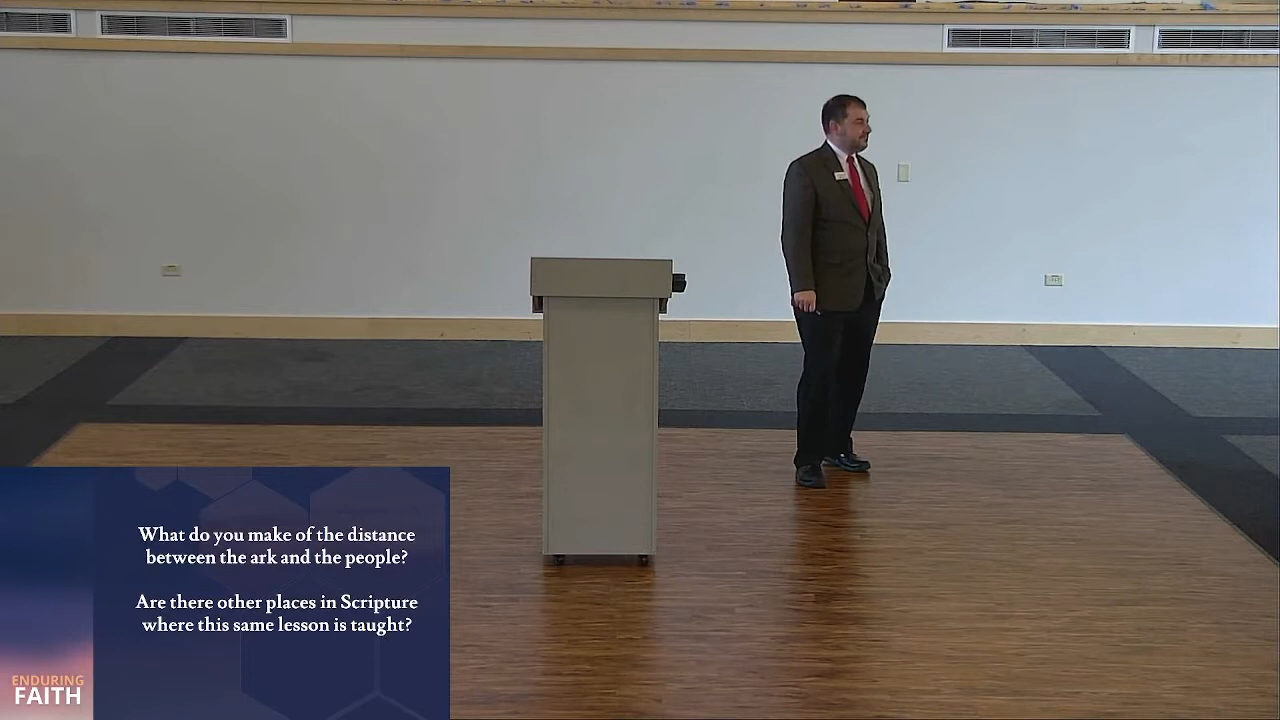 What do you make of the distance
between the ark and the people?
Are there other places in Scripture
where this same lesson is taught?
ENDURING
FAITH